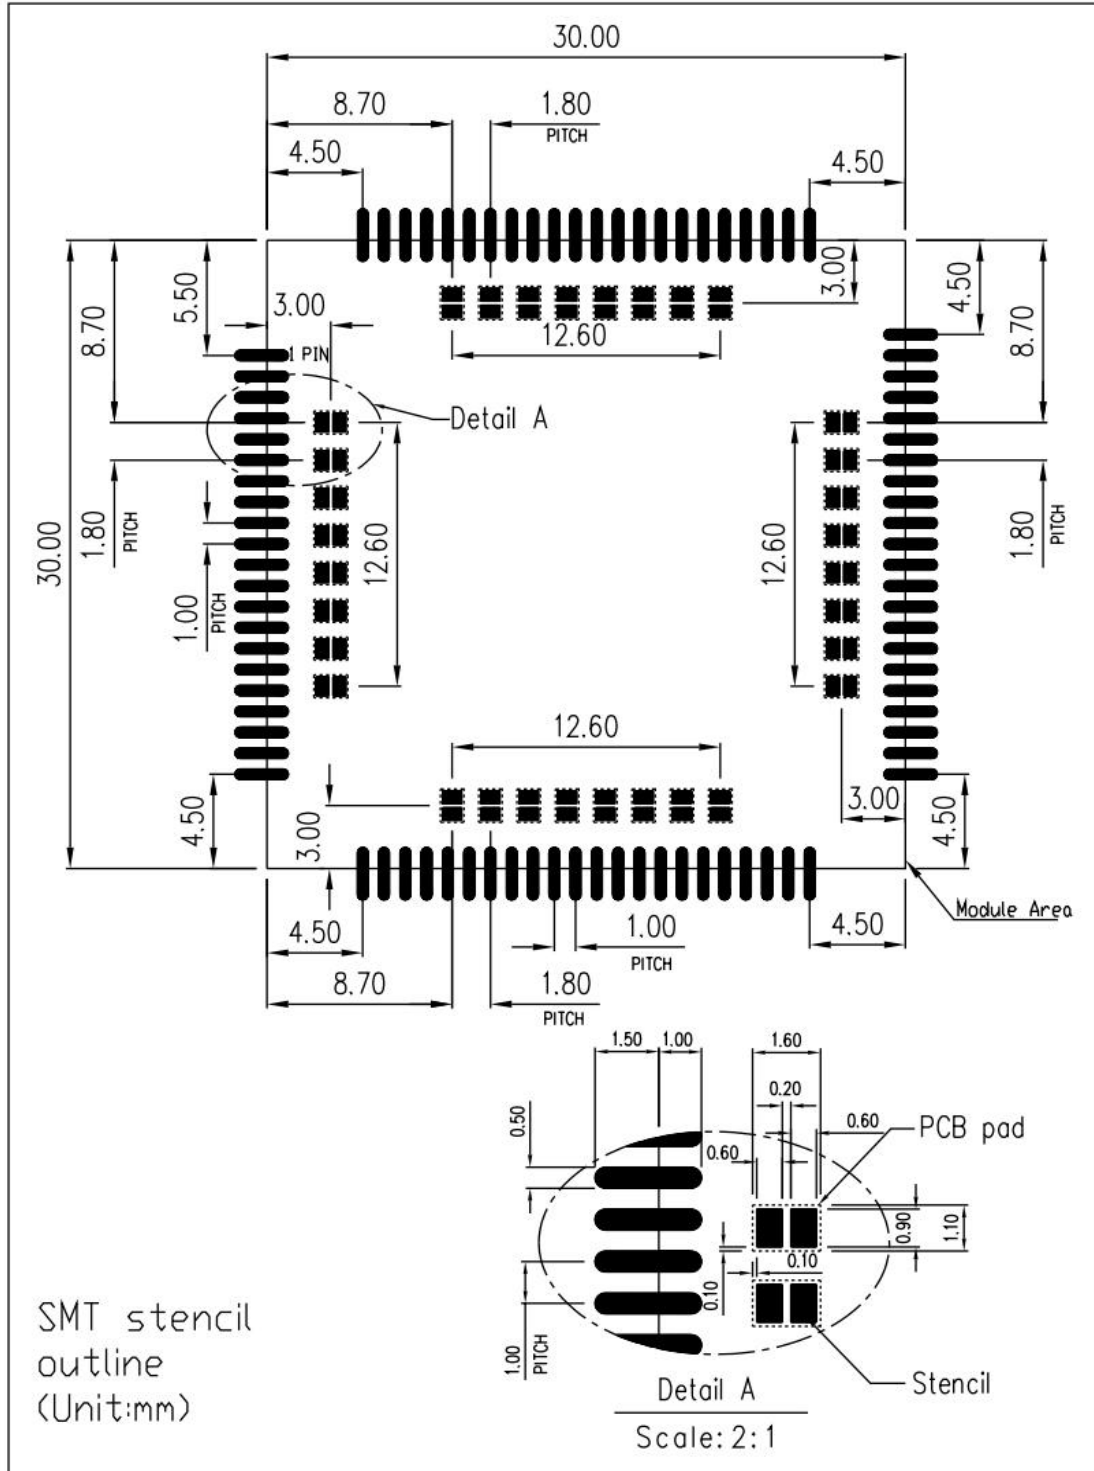 30.00
8.70
1.80
PITCH
4.50
4.50
5.50
3.00
8.70
3.00
4.50
8.70
12.60
1 PIN
Detail A
30.00
1.80
PITCH
1.00
PITCH
12.60
12.60
1.80
PITCH
12.60
4.50
3.00
3.00
4.50
Module Area
4.50
1.00
PITCH
4.50
8.70
1.80
PITCH
1.50
1.00
1.60
0.20
0.50
0.60
0.60
PCB pad
0.90
1.10
0.10
0.10
1.00
PITCH
SMT stencil
outline
(Unit:mm)
Stencil
Detail A
Scale:2:1